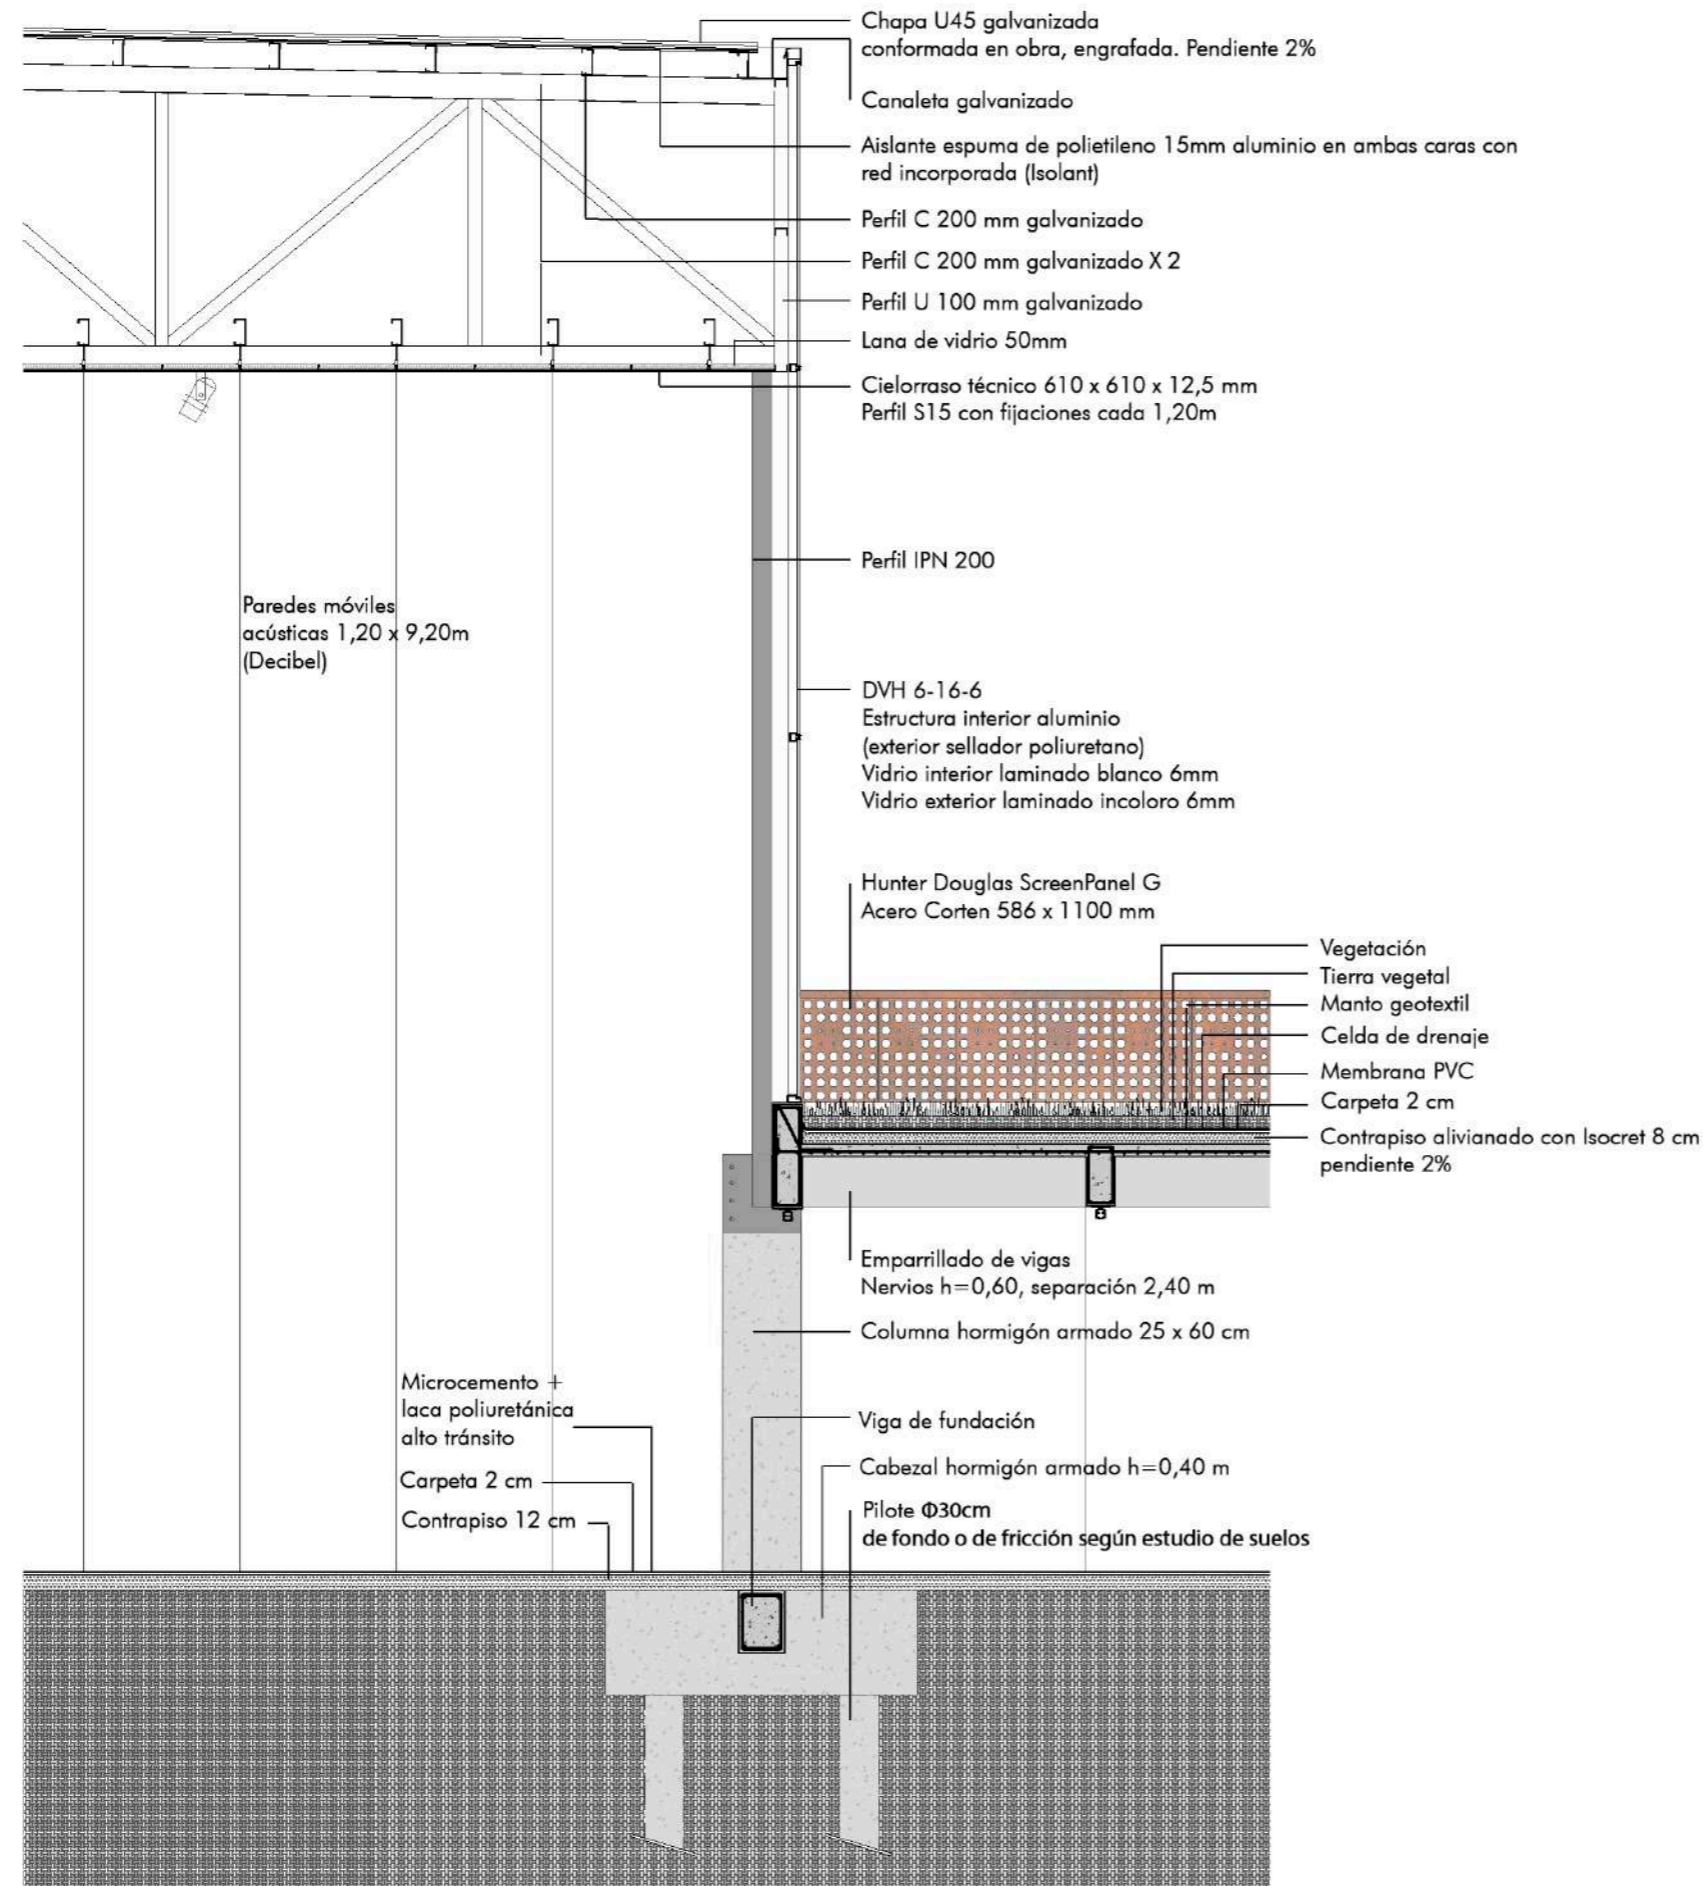 Chapa U45 galvanizada
conformada en obra, engrafada. Pendiente 2%
Canaleta galvanizado
Aislante espuma de polietileno 15mm aluminio en ambas caras con
red incorporada (Isolant)
Perfil C 200 mm galvanizado
Perfil C 200 mm galvanizado X 2
Perfil U 100 mm galvanizado
Lana de vidrio 50mm
Cielorraso técnico 610 x 610 x 12,5 mm
Perfil S15 con fijaciones cada 1,20m
Perfil IPN 200
Paredes móviles
acústicas 1,20 x 9,20m
(Decibel)
DVH 6-16-6
Estructura interior aluminio
(exterior sellador poliuretano)
Vidrio interior laminado blanco 6mm
Vidrio exterior laminado incoloro 6mm
Hunter Douglas ScreenPanel G
Acero Corten 586 x 1100 mm
Vegetación
Tierra vegetal
Manto geotextil
Celda de drenaje
Membrana PVC
Carpeta 2 cm
Contrapiso alivianado con Isocret 8 cm
pendiente 2%
Emparrillado de vigas
Nervios h=0,60, separación 2,40 m
Columna hormigón armado 25 x 60 cm
Microcemento +
laca poliuretánica
alto tránsito
Carpeta 2 cm
Contrapiso 12 cm
Viga de fundación
Cabezal hormigón armado h=0,40 m
Pilote Φ30cm
de fondo o de fricción según estudio de suelos